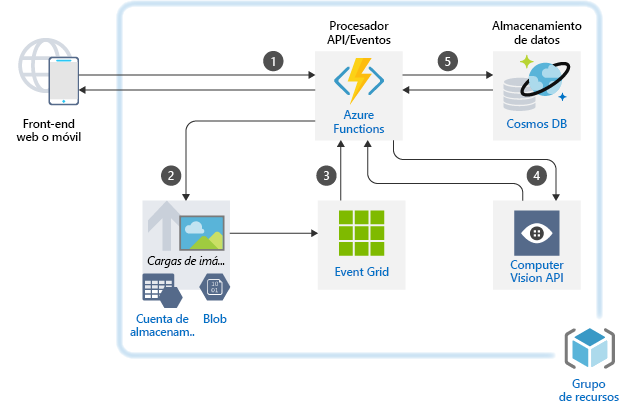 Procesador
API/Eventos
Almacenamiento
de datos
1
5
Front-end
web o móvil
Azure
Functions
Cosmos DB
2
3
4
Cargas de imá...
Event Grid
Computer
Vision API
10
01
Cuenta de
almacenam..
Blob
Grupo
de recursos